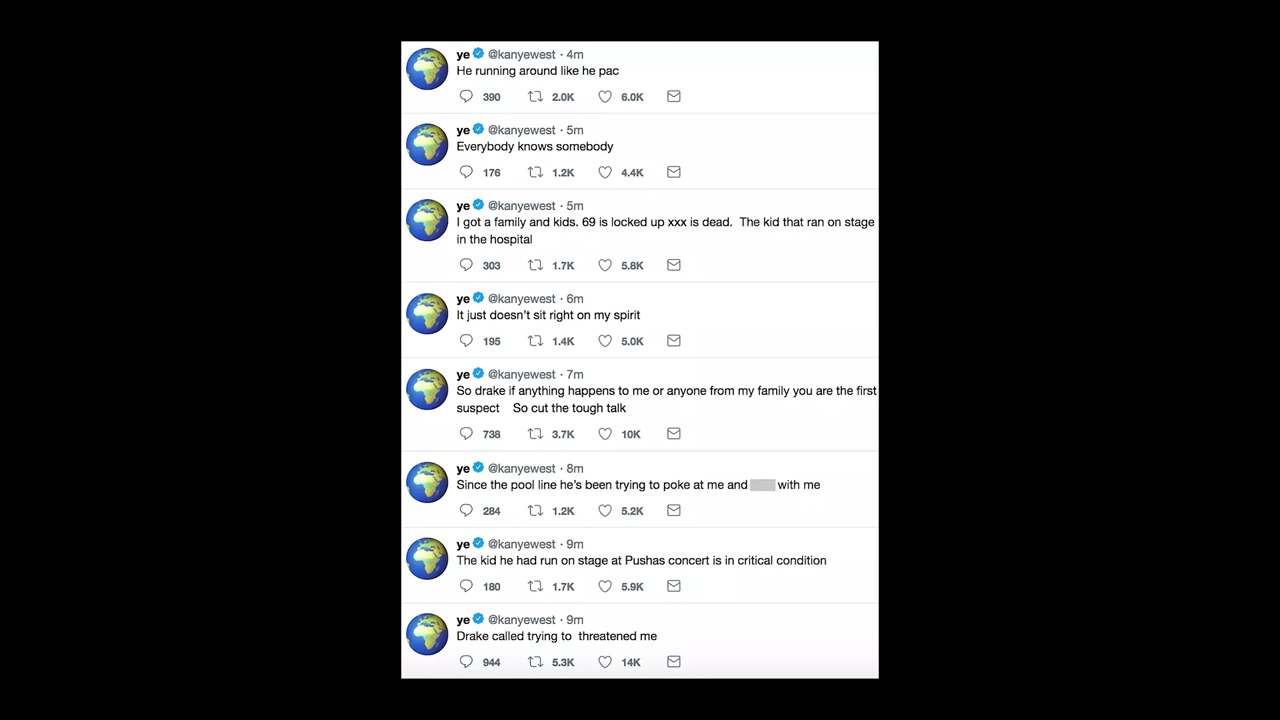 ye @kanyewest · 4m
He running around like he pac
390 2.0K 6.0K
ye @kanyewest · 5m
Everybody knows somebody
176 1.2K 4.4K
ye @kanyewest · 5m
I got a family and kids. 69 is locked up xxx is dead.  The kid that ran on stage
in the hospital
303 1.7K 5.8K
ye @kanyewest · 6m
It just doesn't sit right on my spirit
195 1.4K 5.0K
ye @kanyewest · 7m
So drake if anything happens to me or anyone from my family you are the first
suspect    So cut the tough talk
738 3.7K 10K
ye @kanyewest · 8m
Since the pool line he's been trying to poke at me and with me
284 1.2K 5.2K
ye @kanyewest · 9m
The kid he had run on stage at Pushas concert is in critical condition
180 1.7K 5.9K
ye @kanyewest · 9m
Drake called trying to  threatened me
944 5.3K 14K